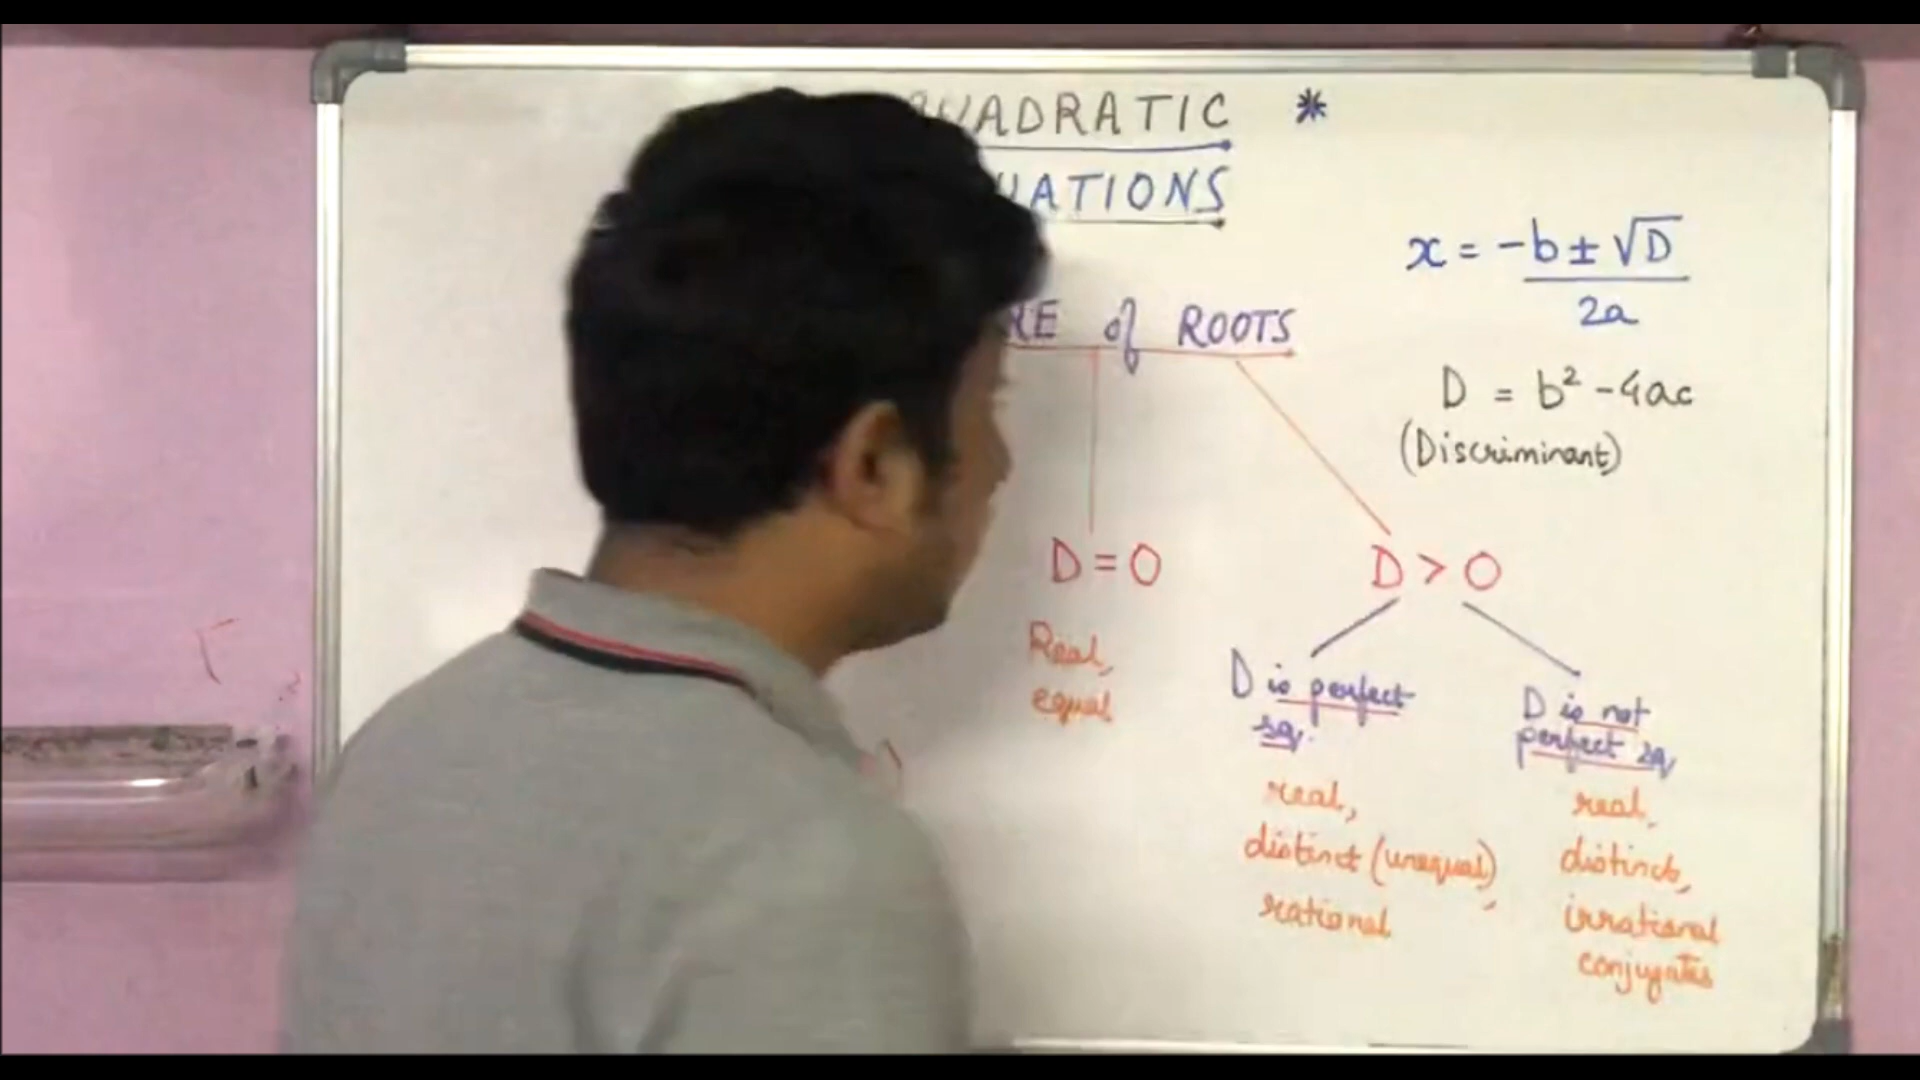 QUADRATIC *
UATIONS
x = -b ± √D
2a
RE of ROOTS
D = b² - 4ac
(Discriminant)
D = 0
D > 0
Real,
equal
D is perfect
sq.
D is not
perfect sq
real,
distinct (unequal),
rational
real,
distinct,
irrational
conjugates